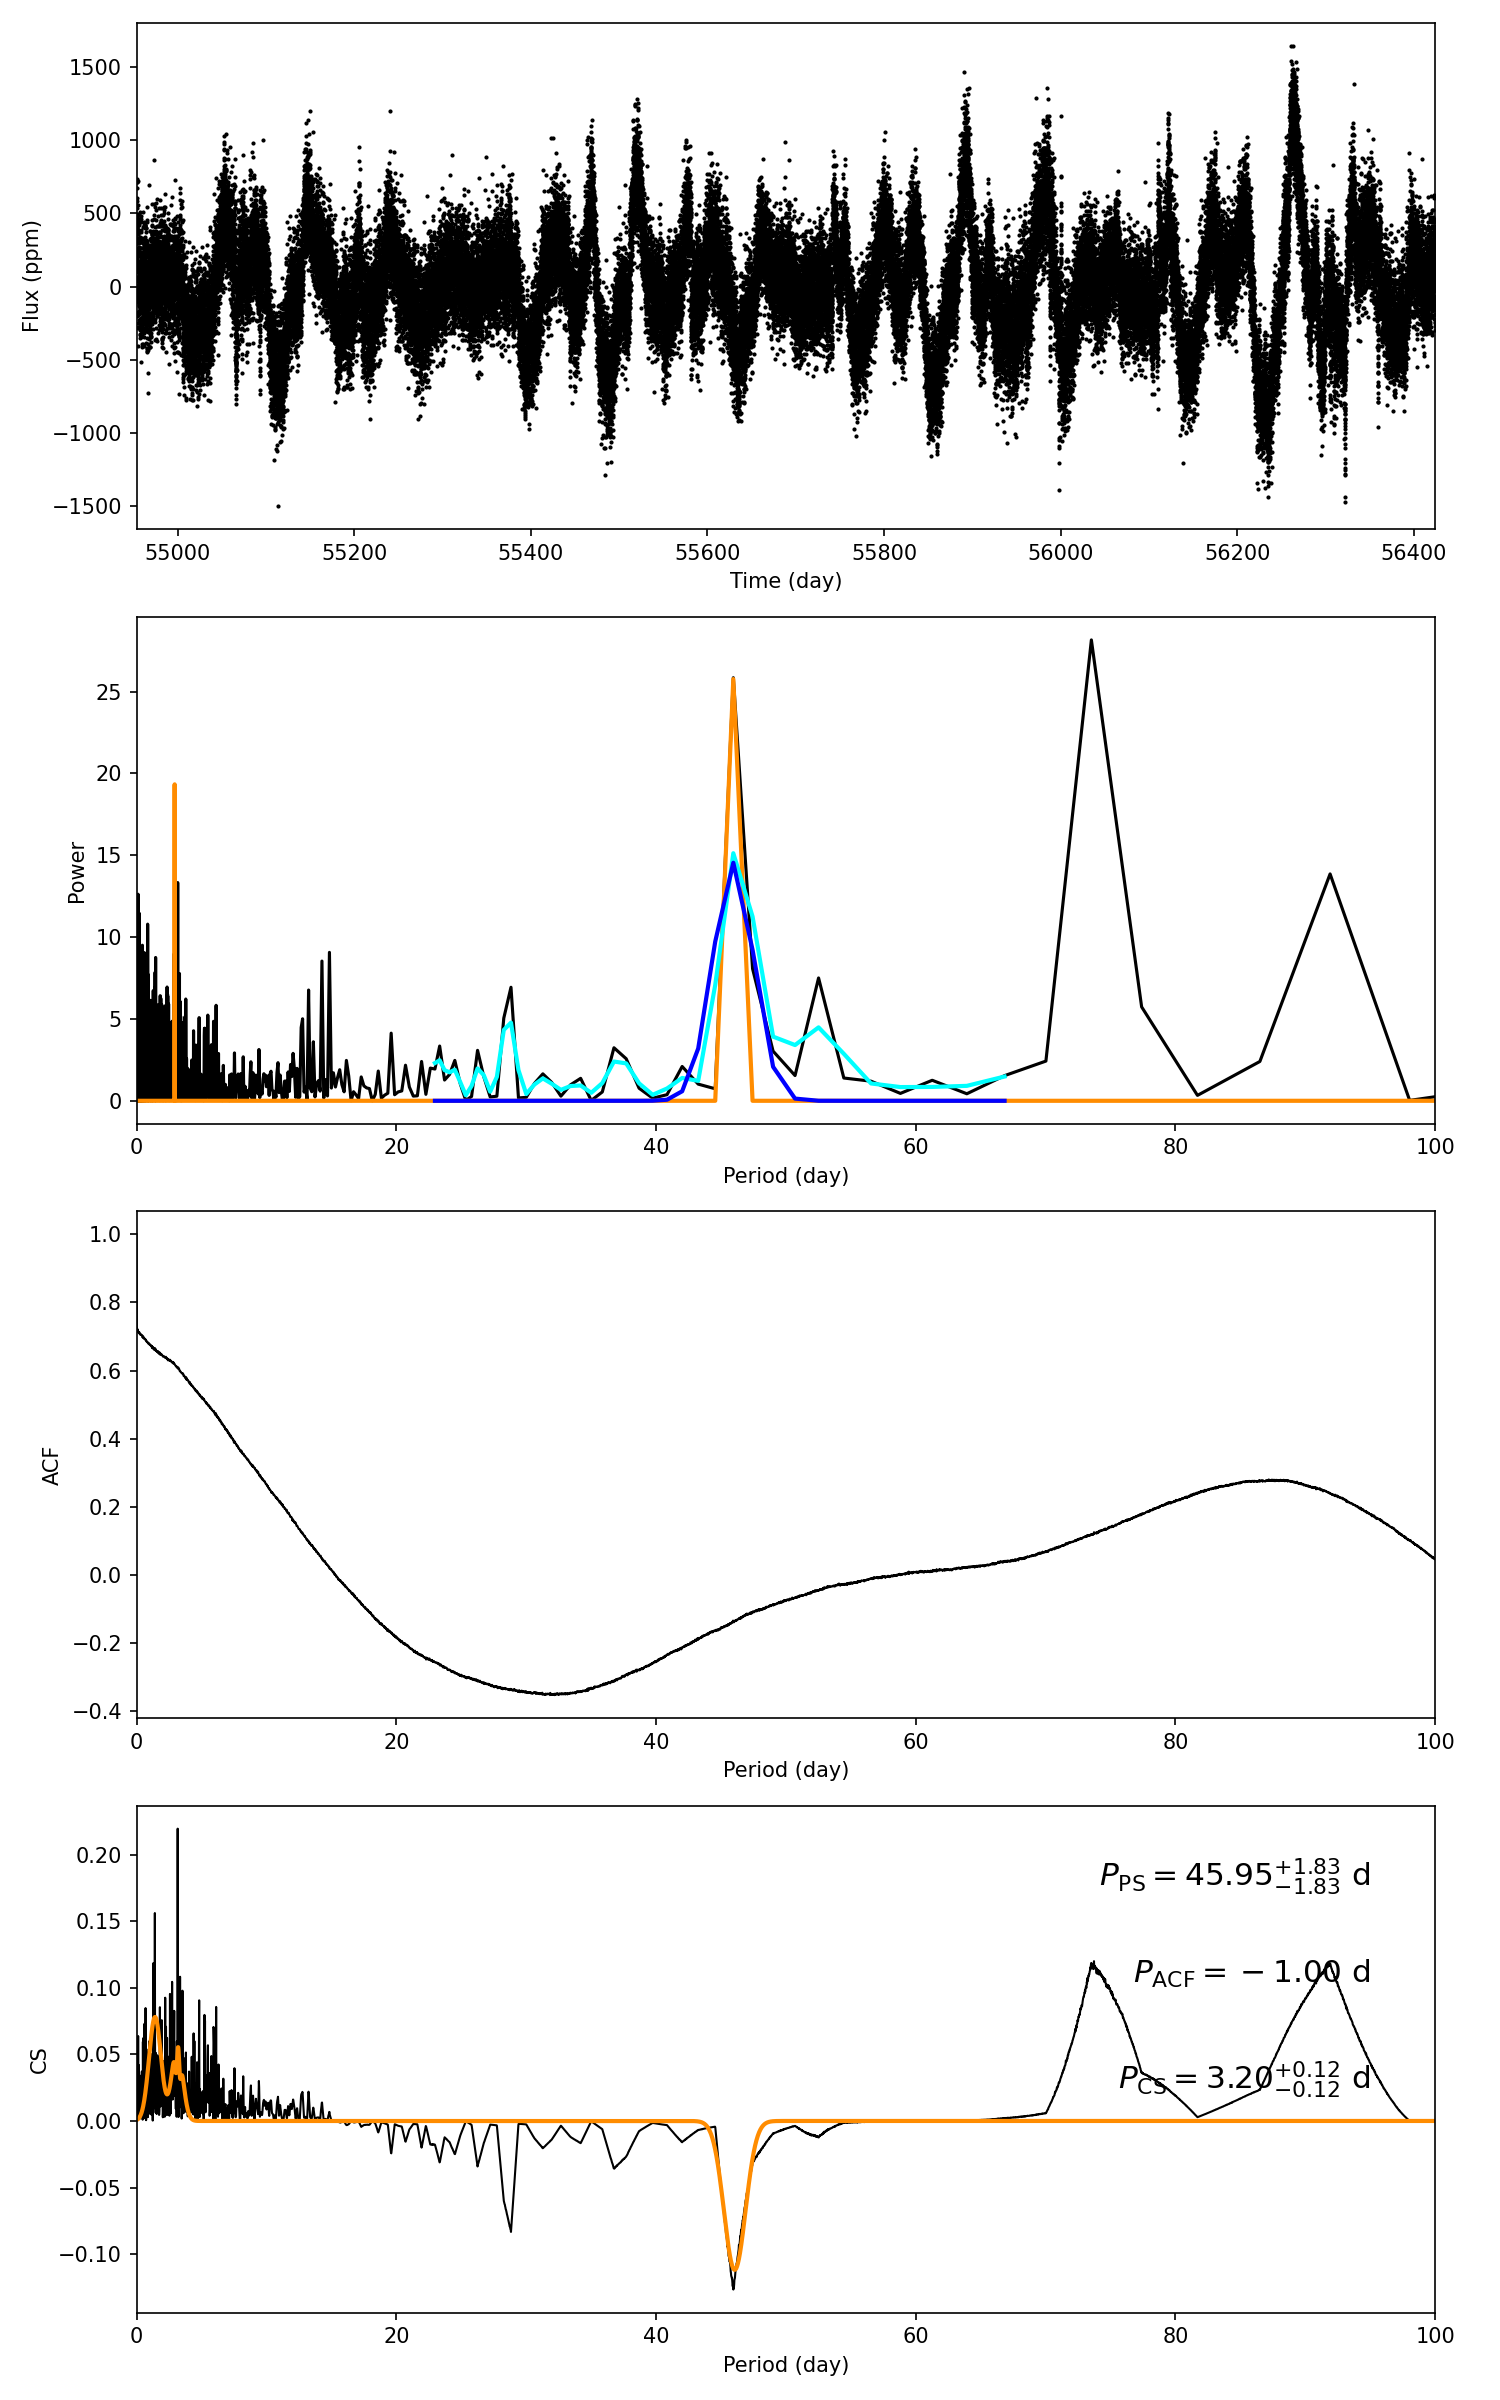 1500
1000
500
0
−500
−1000
−1500
Flux (ppm)
55000 55200 55400 55600 55800 56000 56200 56400
Time (day)
25
20
15
10
5
0
Power
0 20 40 60 80 100
Period (day)
1.0
0.8
0.6
0.4
0.2
0.0
−0.2
−0.4
ACF
0 20 40 60 80 100
Period (day)
0.20
0.15
0.10
0.05
0.00
−0.05
−0.10
CS
P_PS = 45.95 +1.83 −1.83 d
P_ACF = −1.00 d
P_CS = 3.20 +0.12 −0.12 d
0 20 40 60 80 100
Period (day)